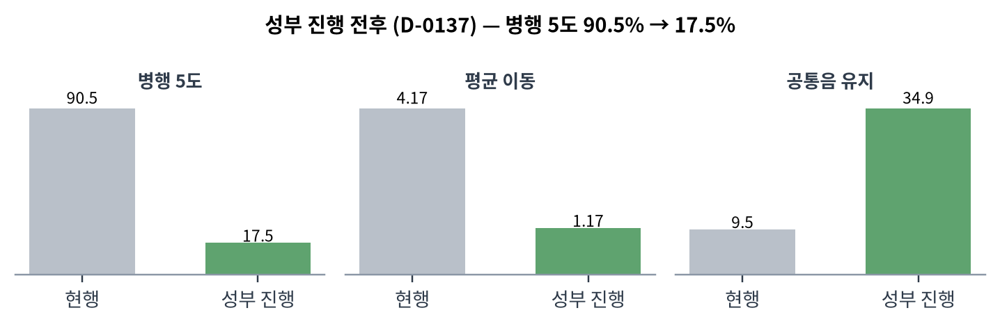 성부 진행 전후 (D-0137) — 병행 5도 90.5% → 17.5%
병행 5도
90.5
17.5
현행
성부 진행
평균 이동
4.17
1.17
현행
성부 진행
공통음 유지
9.5
34.9
현행
성부 진행